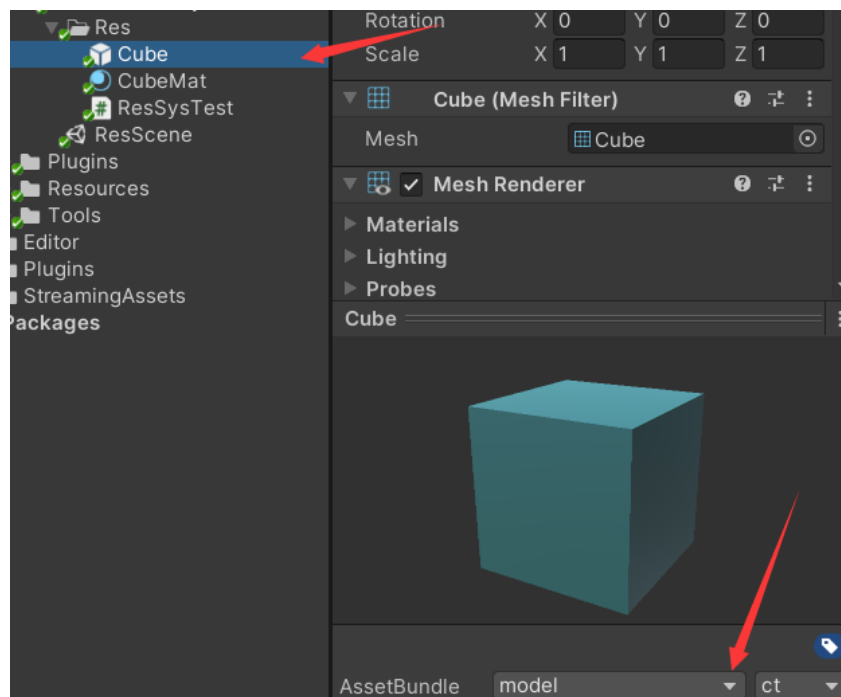 Res
Cube
CubeMat
ResSysTest
ResScene
Plugins
Resources
Tools
Editor
Plugins
StreamingAssets
Packages
Rotation X 0 Y 0 Z 0
Scale X 1 Y 1 Z 1
Cube (Mesh Filter)
Mesh Cube
Mesh Renderer
Materials
Lighting
Probes
Cube
AssetBundle model ct